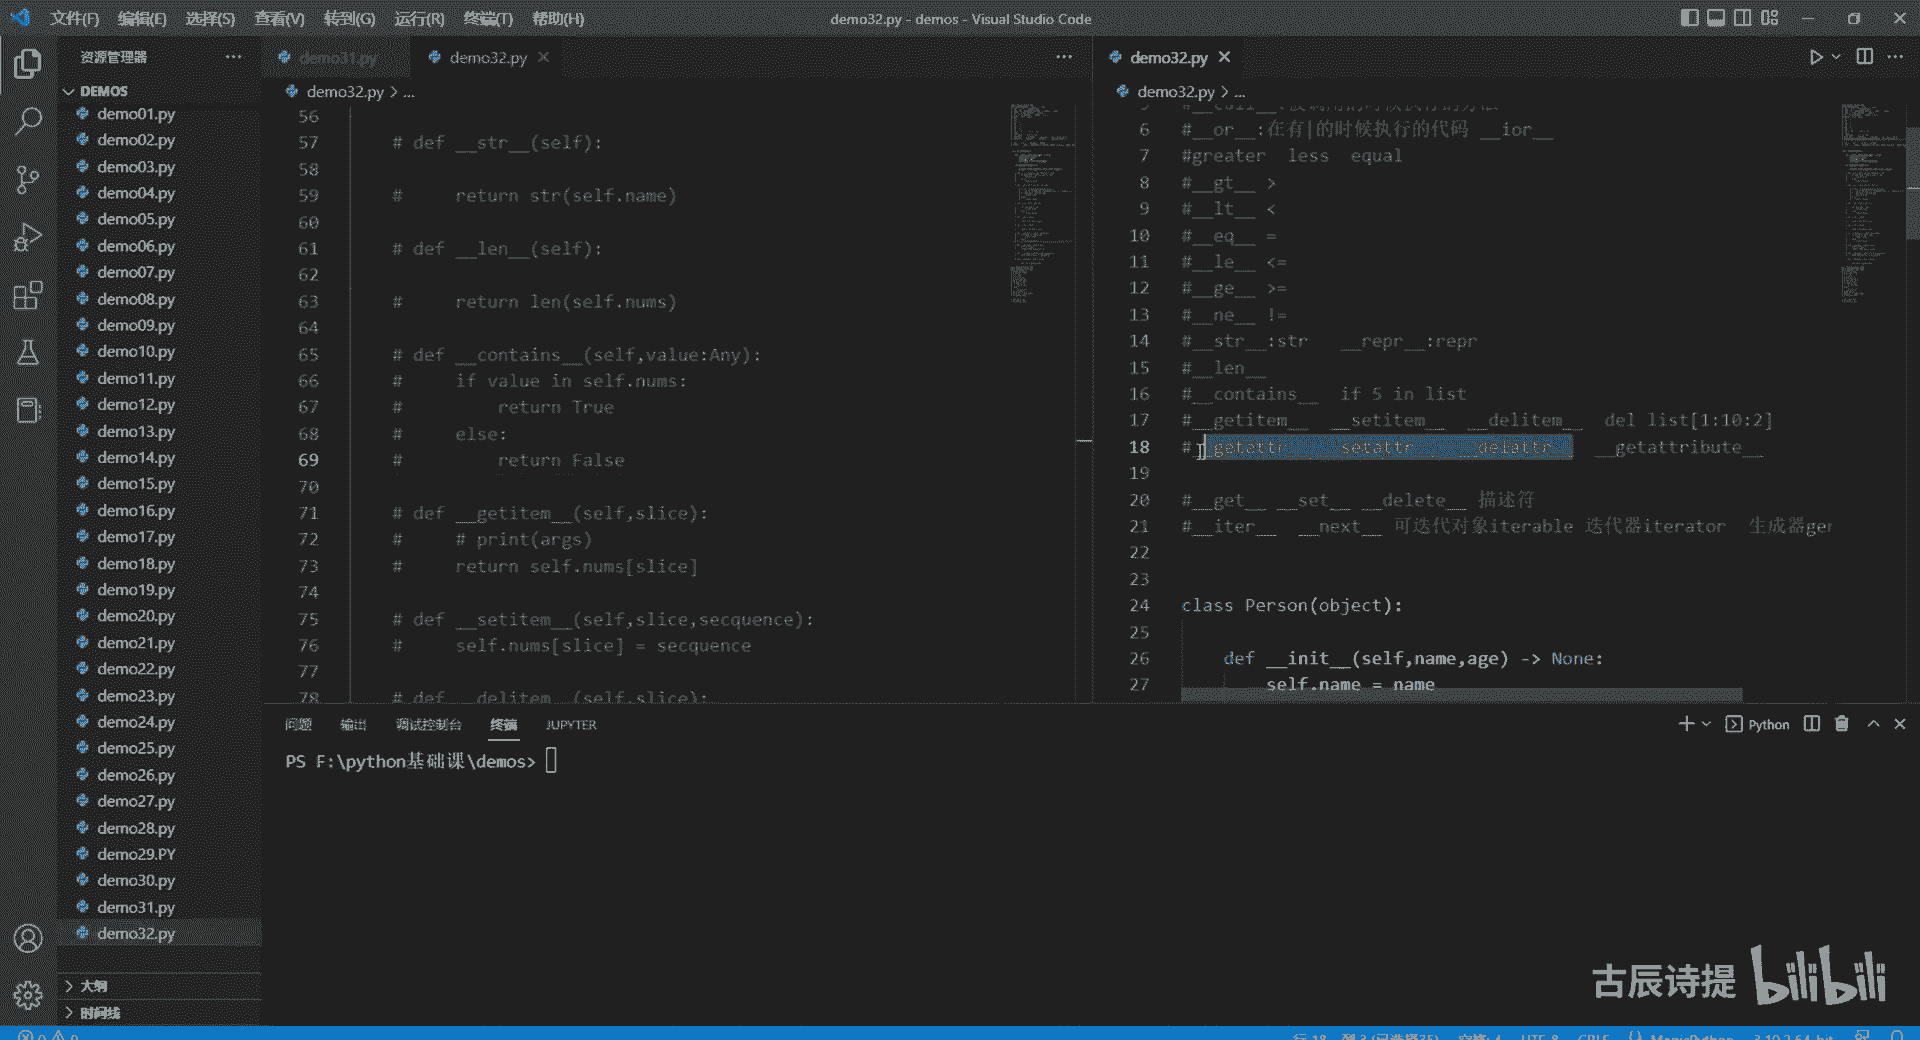 文件(F) 编辑(E) 选择(S) 查看(V) 转到(G) 运行(R) 终端(T) 帮助(H)
demo32.py - demos - Visual Studio Code
资源管理器
DEMOS
demo01.py
demo02.py
demo03.py
demo04.py
demo05.py
demo06.py
demo07.py
demo08.py
demo09.py
demo10.py
demo11.py
demo12.py
demo13.py
demo14.py
demo15.py
demo16.py
demo17.py
demo18.py
demo19.py
demo20.py
demo21.py
demo22.py
demo23.py
demo24.py
demo25.py
demo26.py
demo27.py
demo28.py
demo29.PY
demo30.py
demo31.py
demo32.py
大纲
时间线
demo31.py demo32.py
demo32.py > ...
56
57 # def __str__(self):
58
59 #     return str(self.name)
60
61 # def __len__(self):
62
63 #     return len(self.nums)
64
65 # def __contains__(self,value:Any):
66 #     if value in self.nums:
67 #         return True
68 #     else:
69 #         return False
70
71 # def __getitem__(self,slice):
72 #     # print(args)
73 #     return self.nums[slice]
74
75 # def __setitem__(self,slice,secquence):
76 #     self.nums[slice] = secquence
77
78 # def __delitem__(self,slice):
demo32.py
demo32.py > ...
6 #__or__:在有|的时候执行的代码 __ior__
7 #greater  less  equal
8 #__gt__ >
9 #__lt__ <
10 #__eq__ =
11 #__le__ <=
12 #__ge__ >=
13 #__ne__ !=
14 #__str__:str   __repr__:repr
15 #__len__
16 #__contains__  if 5 in list
17 #__getitem__  __setitem__  __delitem__  del list[1:10:2]
18 #__getattr__  __setattr__  __delattr__  __getattribute__
19
20 #__get__ __set__ __delete__ 描述符
21 #__iter__  __next__ 可迭代对象iterable 迭代器iterator  生成器ger
22
23
24 class Person(object):
25
26 def __init__(self,name,age) -> None:
27 self.name = name
问题 输出 调试控制台 终端 JUPYTER
Python
PS F:\python基础课\demos>
古辰诗提 bilibili